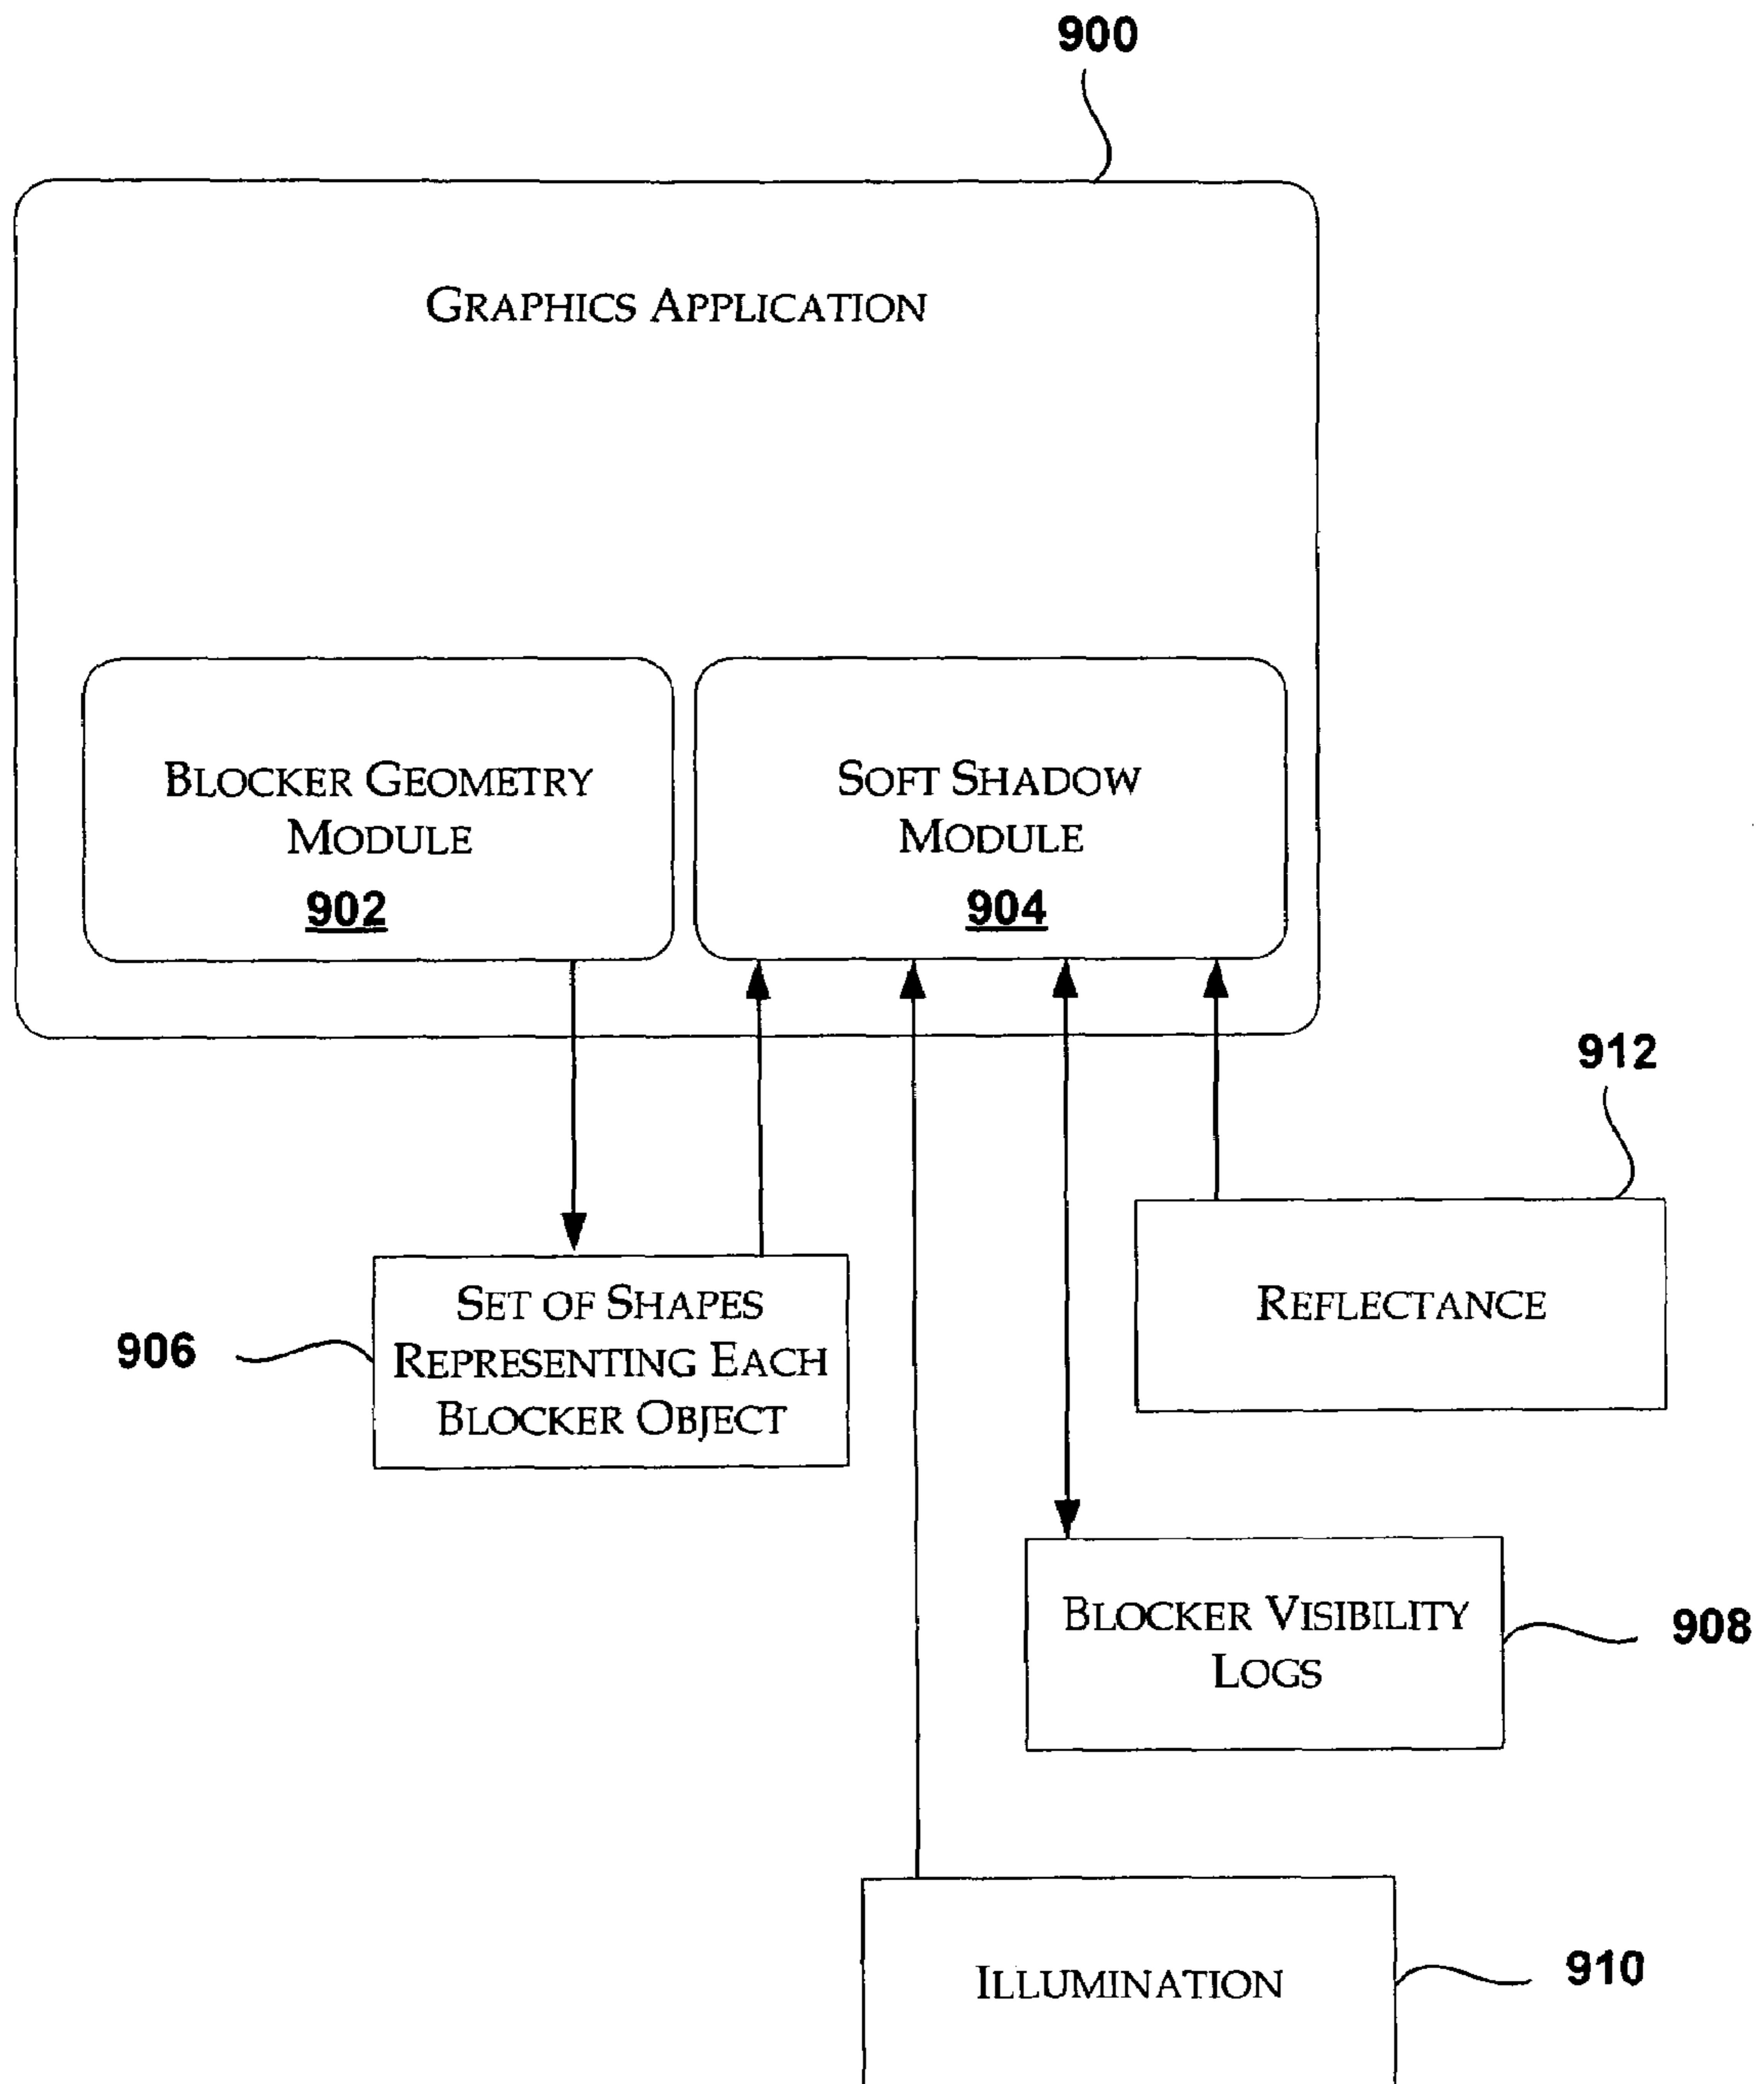 900
GRAPHICS APPLICATION
BLOCKER GEOMETRY
MODULE
902
SOFT SHADOW
MODULE
904
912
REFLECTANCE
906
SET OF SHAPES
REPRESENTING EACH
BLOCKER OBJECT
BLOCKER VISIBILITY
LOGS
908
ILLUMINATION
910